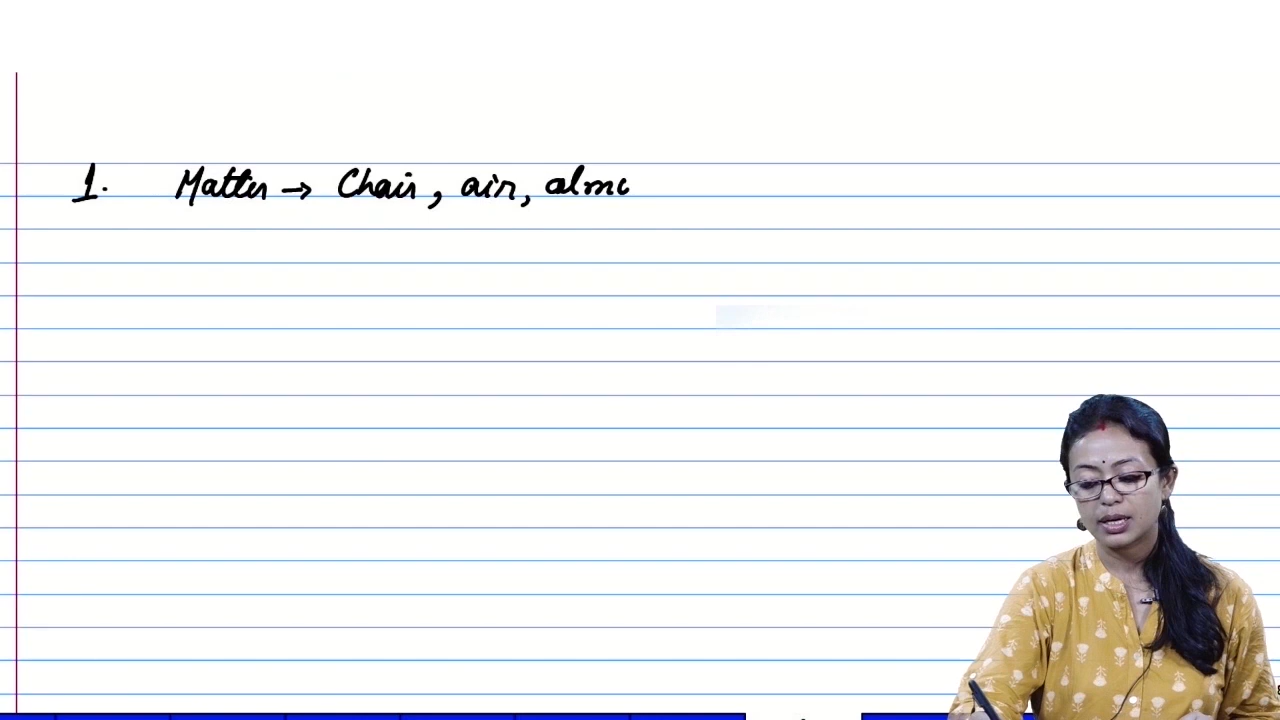 1. Matter → Chair, air, almo